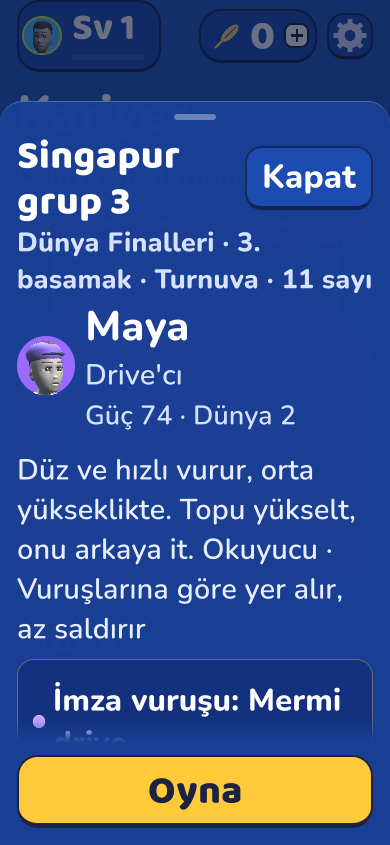 Sv 1
0
Kariyer
Singapur
grup 3
Kapat
Dünya Finalleri · 3.
basamak · Turnuva · 11 sayı
Maya
Drive'cı
Güç 74 · Dünya 2
Düz ve hızlı vurur, orta
yükseklikte. Topu yükselt,
onu arkaya it. Okuyucu ·
Vuruşlarına göre yer alır,
az saldırır
İmza vuruşu: Mermi
drive
Oyna